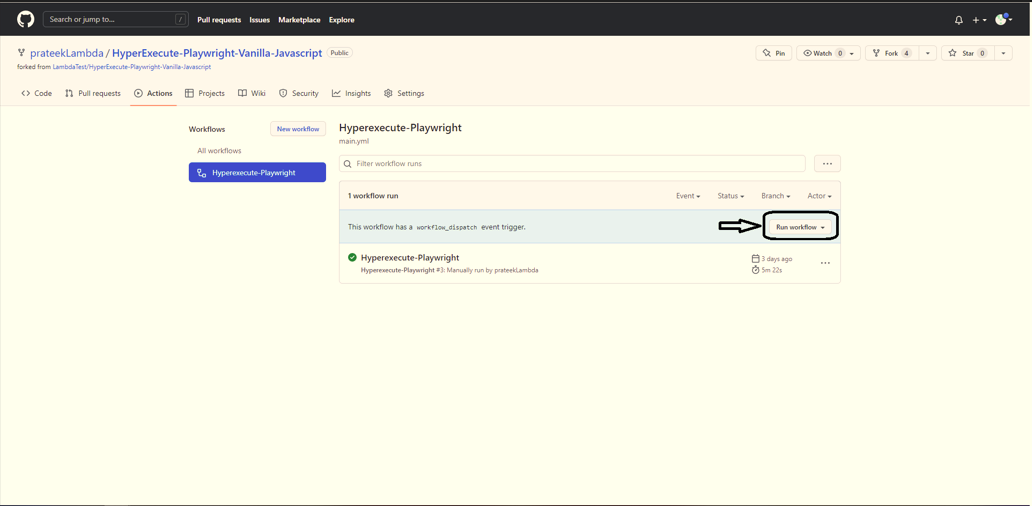 Search or jump to... /
Pull requests Issues Marketplace Explore
prateekLambda / HyperExecute-Playwright-Vanilla-Javascript Public
Pin Watch 0 Fork 4 Star 0
forked from LambdaTest/HyperExecute-Playwright-Vanilla-Javascript
Code Pull requests Actions Projects Wiki Security Insights Settings
Workflows New workflow
All workflows
Hyperexecute-Playwright
Hyperexecute-Playwright
main.yml
Filter workflow runs
1 workflow run Event Status Branch Actor
This workflow has a workflow_dispatch event trigger. Run workflow
Hyperexecute-Playwright 3 days ago
Hyperexecute-Playwright #3: Manually run by prateekLambda 5m 22s